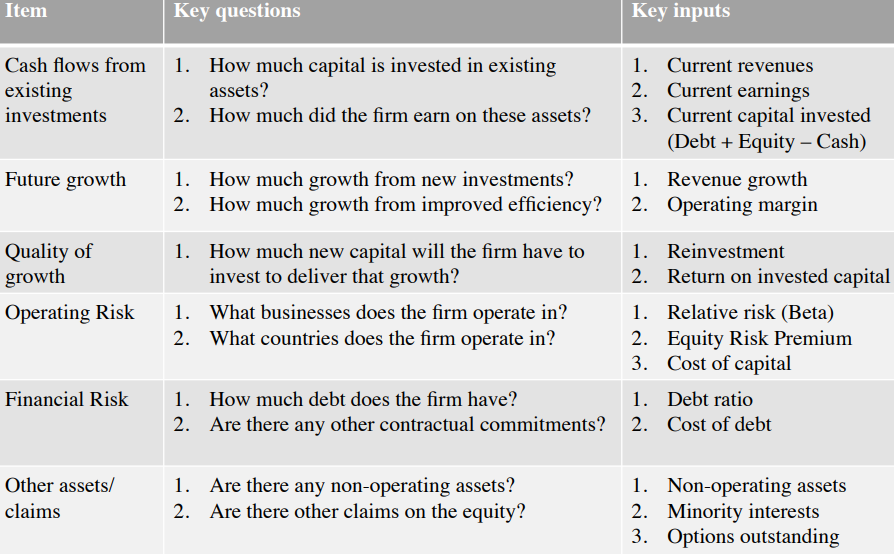 Item
Key questions
Key inputs
Cash flows from
existing
investments
1. How much capital is invested in existing
assets?
2. How much did the firm earn on these assets?
1. Current revenues
2. Current earnings
3. Current capital invested
(Debt + Equity – Cash)
Future growth
1. How much growth from new investments?
2. How much growth from improved efficiency?
1. Revenue growth
2. Operating margin
Quality of
growth
1. How much new capital will the firm have to
invest to deliver that growth?
1. Reinvestment
2. Return on invested capital
Operating Risk
1. What businesses does the firm operate in?
2. What countries does the firm operate in?
1. Relative risk (Beta)
2. Equity Risk Premium
3. Cost of capital
Financial Risk
1. How much debt does the firm have?
2. Are there any other contractual commitments?
1. Debt ratio
2. Cost of debt
Other assets/
claims
1. Are there any non-operating assets?
2. Are there other claims on the equity?
1. Non-operating assets
2. Minority interests
3. Options outstanding